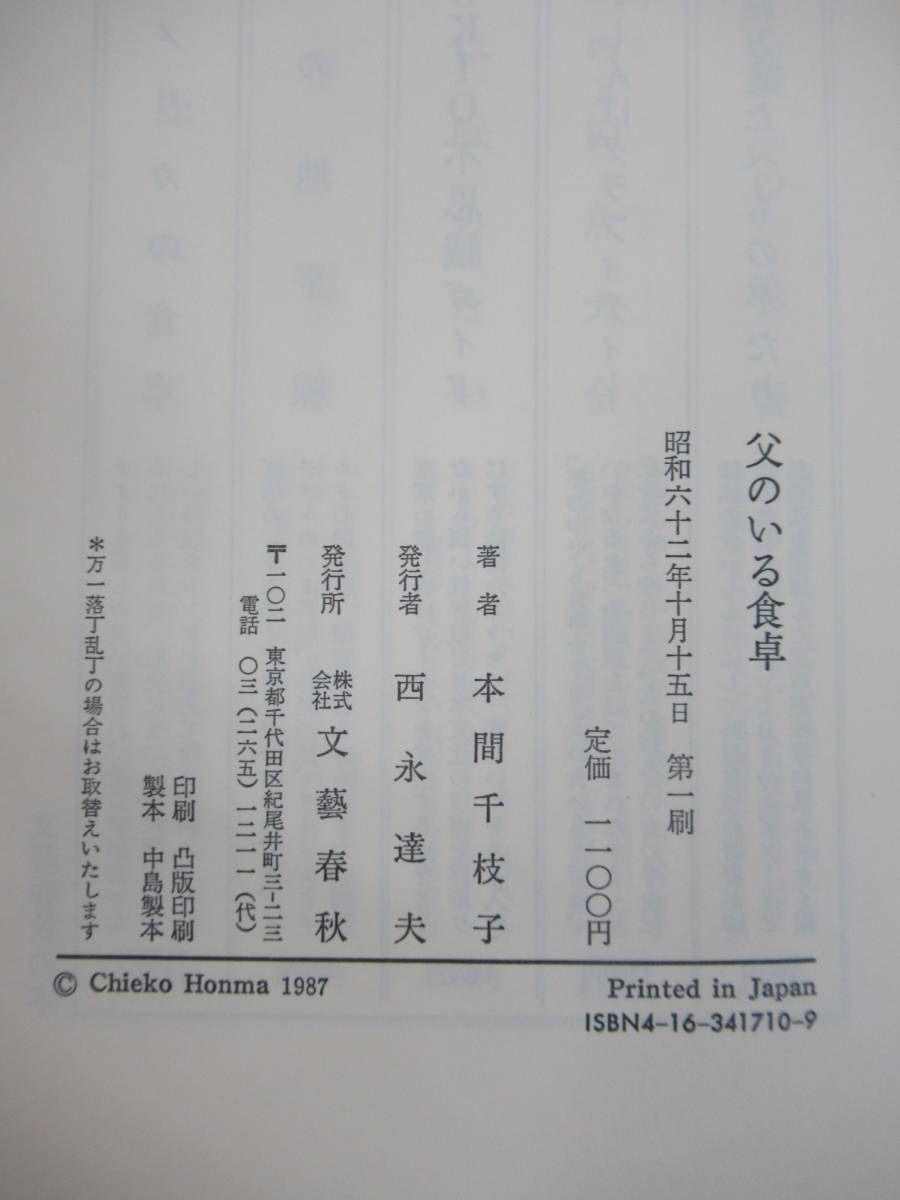 父のいる食卓
昭和六十二年十月十五日 第一刷
定価 一一〇〇円
著者 本間千枝子
発行者 西永達夫
発行所 株式会社 文藝春秋
〒一〇二 東京都千代田区紀尾井町三-二三
電話 〇三(二六五)一二一一(代)
印刷 凸版印刷
製本 中島製本
*万一落丁乱丁の場合はお取替えいたします
© Chieko Honma 1987
Printed in Japan
ISBN4-16-341710-9